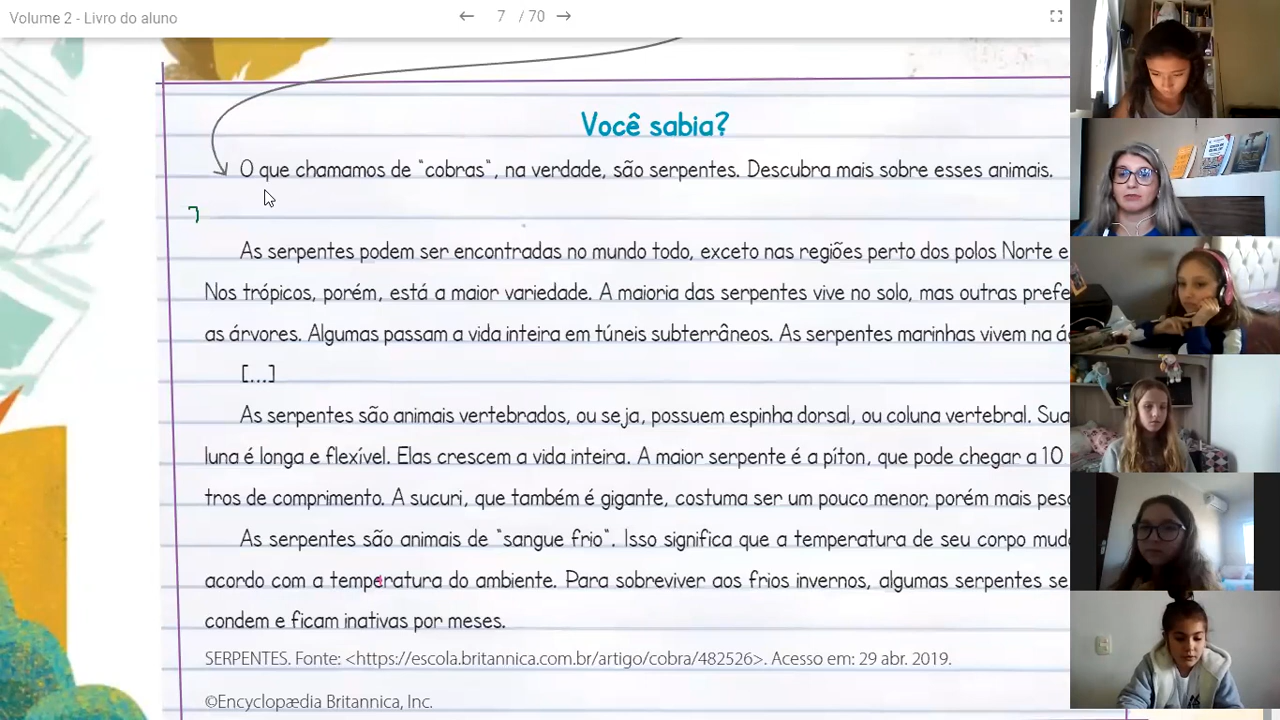 Volume 2 - Livro do aluno
7 / 70
Você sabia?
O que chamamos de "cobras", na verdade, são serpentes. Descubra mais sobre esses animais.
As serpentes podem ser encontradas no mundo todo, exceto nas regiões perto dos polos Norte e
Nos trópicos, porém, está a maior variedade. A maioria das serpentes vive no solo, mas outras prefe
as árvores. Algumas passam a vida inteira em túneis subterrâneos. As serpentes marinhas vivem na
[...]
As serpentes são animais vertebrados, ou seja, possuem espinha dorsal, ou coluna vertebral. Sua
luna é longa e flexível. Elas crescem a vida inteira. A maior serpente é a píton, que pode chegar a 10
tros de comprimento. A sucuri, que também é gigante, costuma ser um pouco menor, porém mais pes
As serpentes são animais de "sangue frio". Isso significa que a temperatura de seu corpo mud
acordo com a temperatura do ambiente. Para sobreviver aos frios invernos, algumas serpentes se
condem e ficam inativas por meses.
SERPENTES. Fonte: <https://escola.britannica.com.br/artigo/cobra/482526>. Acesso em: 29 abr. 2019.
©Encyclopædia Britannica, Inc.